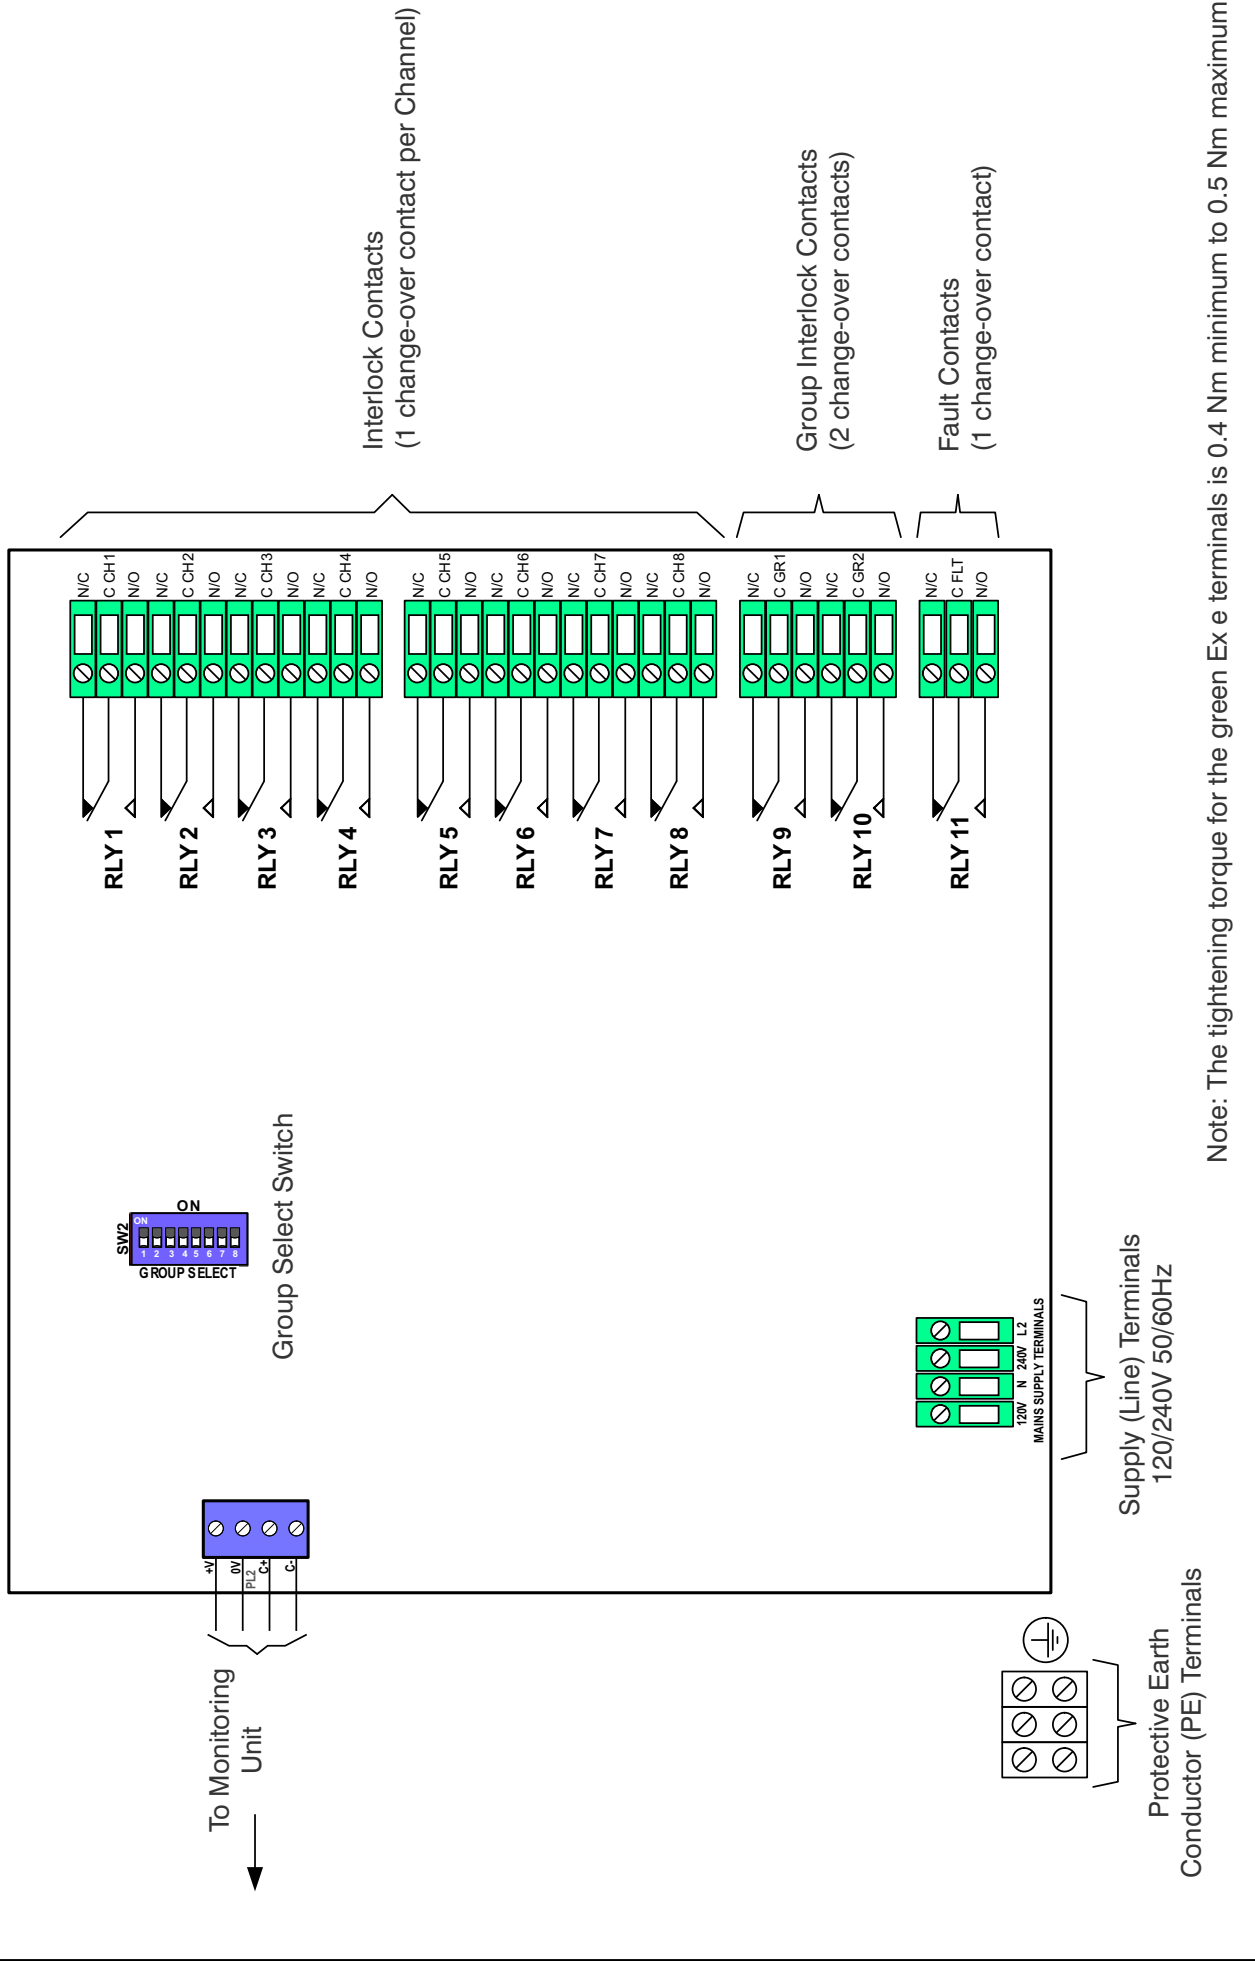 Interlock Contacts
(1 change-over contact per Channel)
Group Interlock Contacts
(2 change-over contacts)
Fault Contacts
(1 change-over contact)
N/C
C CH1
N/O
N/C
C CH2
N/O
N/C
C CH3
N/O
N/C
C CH4
N/O
N/C
C CH5
N/O
N/C
C CH6
N/O
N/C
C CH7
N/O
N/C
C CH8
N/O
N/C
C GR1
N/O
N/C
C GR2
N/O
N/C
C FLT
N/O
RLY 1
RLY 2
RLY 3
RLY 4
RLY 5
RLY 6
RLY 7
RLY 8
RLY 9
RLY 10
RLY 11
SW2
ON
ON
1 2 3 4 5 6 7 8
GROUP SELECT
Group Select Switch
120V N 240V L2
MAINS SUPPLY TERMINALS
Supply (Line) Terminals
120/240V 50/60Hz
+V
0V
PL2
C+
C-
To Monitoring
Unit
Protective Earth
Conductor (PE) Terminals
Note: The tightening torque for the green Ex e terminals is 0.4 Nm minimum to 0.5 Nm maximum